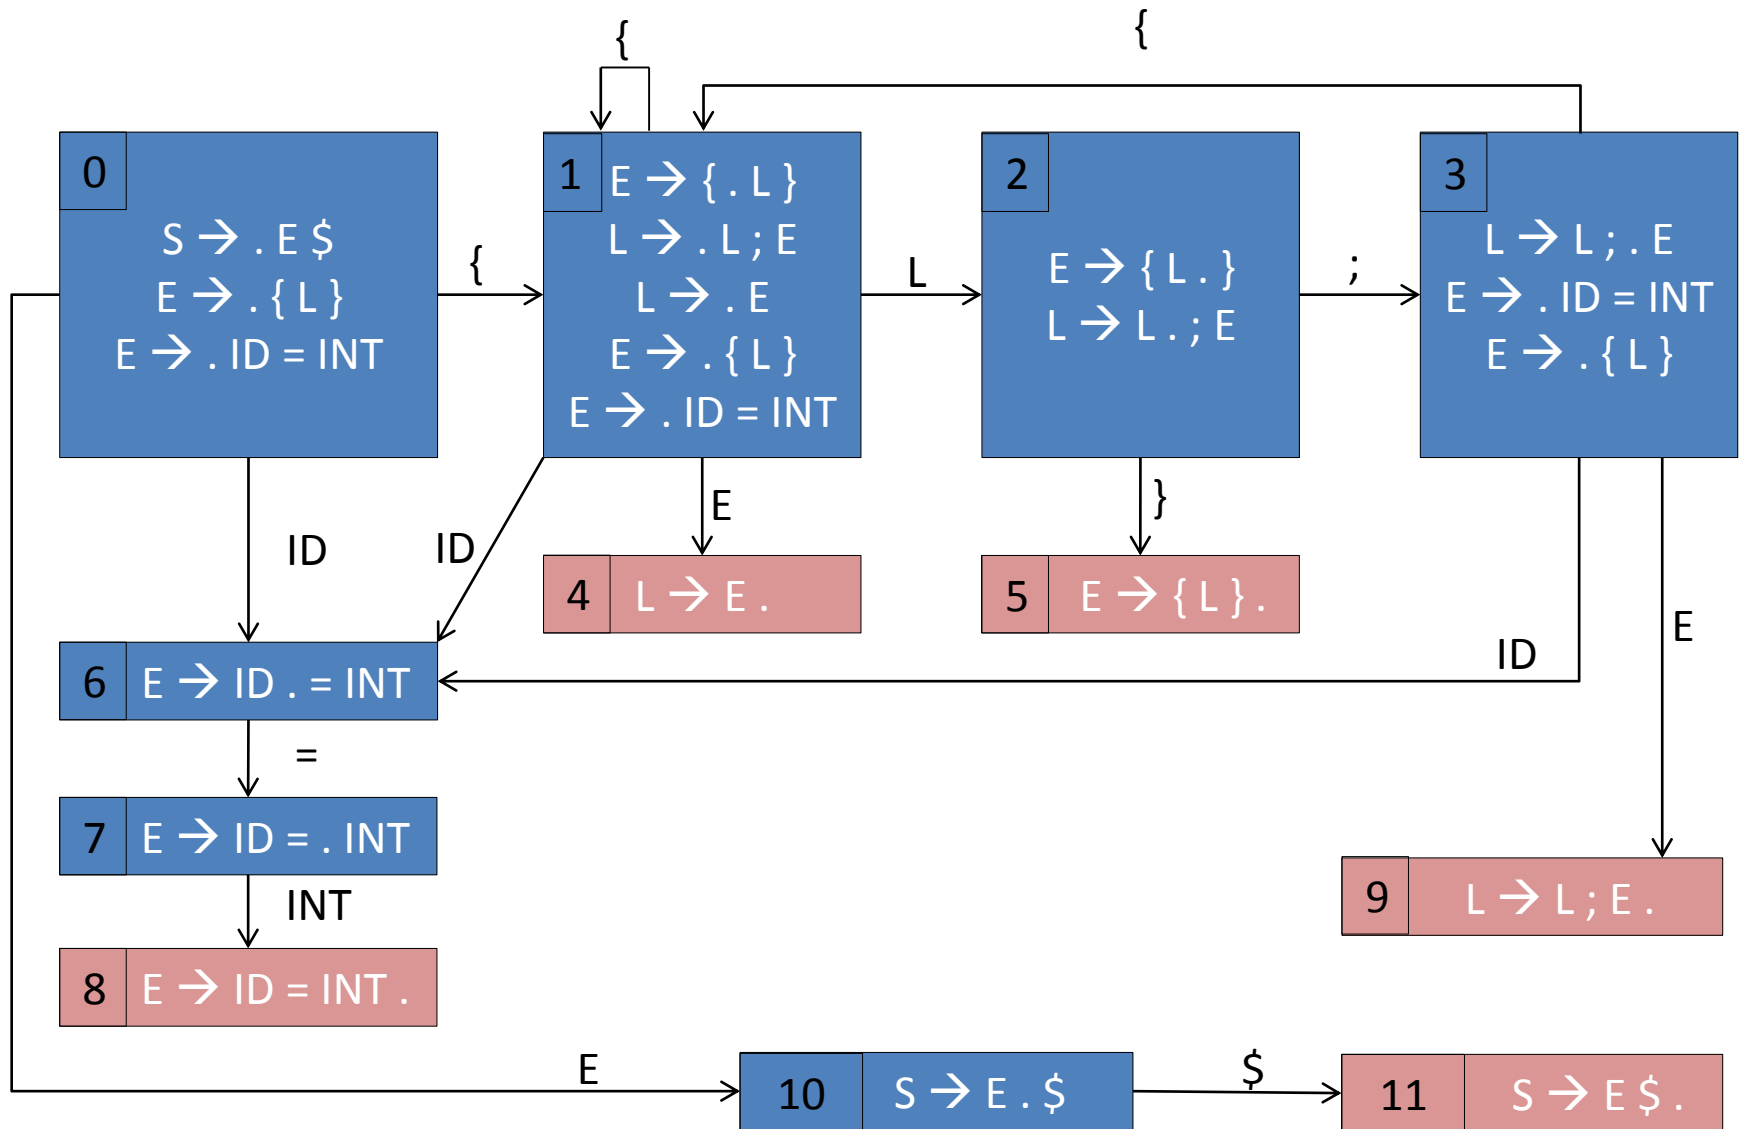 {
{
0
S → . E $
E → . { L }
E → . ID = INT
{
1
E → { . L }
L → . L ; E
L → . E
E → . { L }
E → . ID = INT
L
2
E → { L . }
L → L . ; E
;
3
L → L ; . E
E → . ID = INT
E → . { L }
ID
ID
E
}
4
L → E .
5
E → { L } .
E
ID
6
E → ID . = INT
=
7
E → ID = . INT
INT
9
L → L ; E .
8
E → ID = INT .
E
10
S → E . $
$
11
S → E $ .